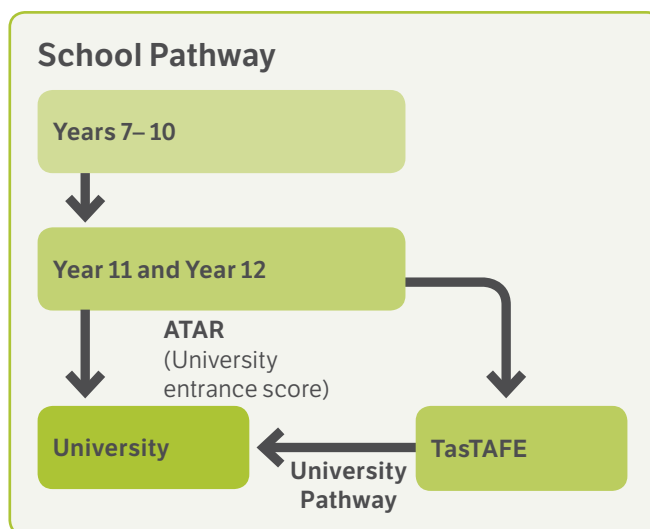 School Pathway
Years 7– 10
Year 11 and Year 12
ATAR
(University
entrance score)
University
TasTAFE
University
Pathway